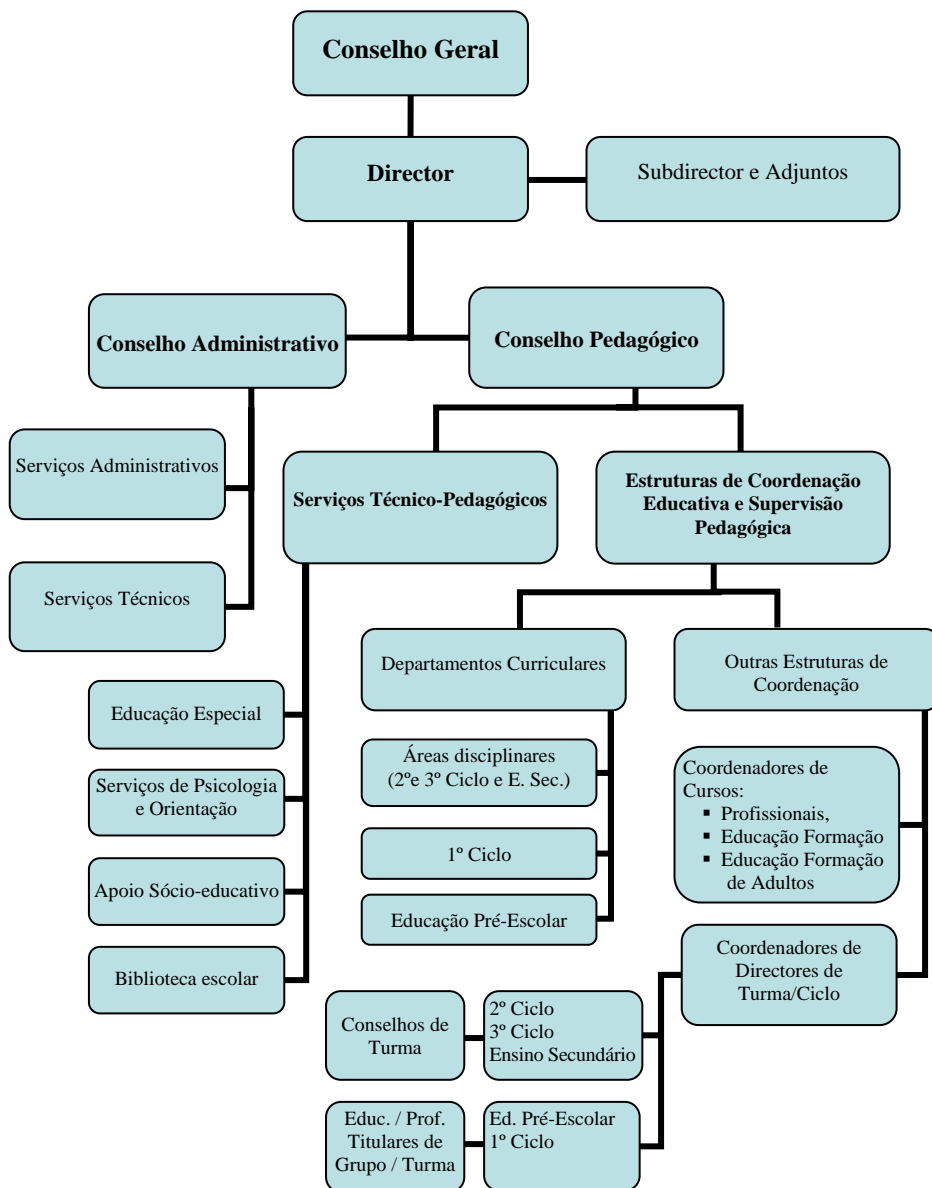 Conselho Geral
Director
Subdirector e Adjuntos
Conselho Administrativo
Conselho Pedagógico
Serviços Administrativos
Serviços Técnicos
Serviços Técnico-Pedagógicos
Estruturas de Coordenação
Educativa e Supervisão
Pedagógica
Educação Especial
Serviços de Psicologia
e Orientação
Apoio Sócio-educativo
Biblioteca escolar
Departamentos Curriculares
Áreas disciplinares
(2ºe 3º Ciclo e E. Sec.)
1º Ciclo
Educação Pré-Escolar
Outras Estruturas de
Coordenação
Coordenadores de
Cursos:
▪ Profissionais,
▪ Educação Formação
▪ Educação Formação
de Adultos
Coordenadores de
Directores de
Turma/Ciclo
Conselhos de
Turma
2º Ciclo
3º Ciclo
Ensino Secundário
Educ. / Prof.
Titulares de
Grupo / Turma
Ed. Pré-Escolar
1º Ciclo